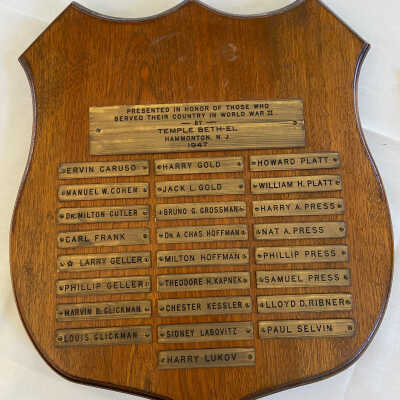 PRESENTED IN HONOR OF THOSE WHO
SERVED THEIR COUNTRY IN WORLD WAR II
BY
TEMPLE BETH-EL
HAMMONTON, N. J.
1947
ERVIN CARUSO
MANUEL W. COHEN
DR. MILTON CUTLER
CARL FRANK
☆ LARRY GELLER
PHILLIP GELLER
MARVIN B. GLICKMAN
LOUIS GLICKMAN
HARRY GOLD
JACK L. GOLD
BRUNO G. GROSSMAN
DR. A. CHAS. HOFFMAN
MILTON HOFFMAN
THEODORE H. KAPNEK
CHESTER KESSLER
SIDNEY LABOVITZ
HARRY LUKOV
HOWARD PLATT
WILLIAM H. PLATT
HARRY A. PRESS
NAT A. PRESS
PHILLIP PRESS
SAMUEL PRESS
LLOYD D. RIBNER
PAUL SELVIN